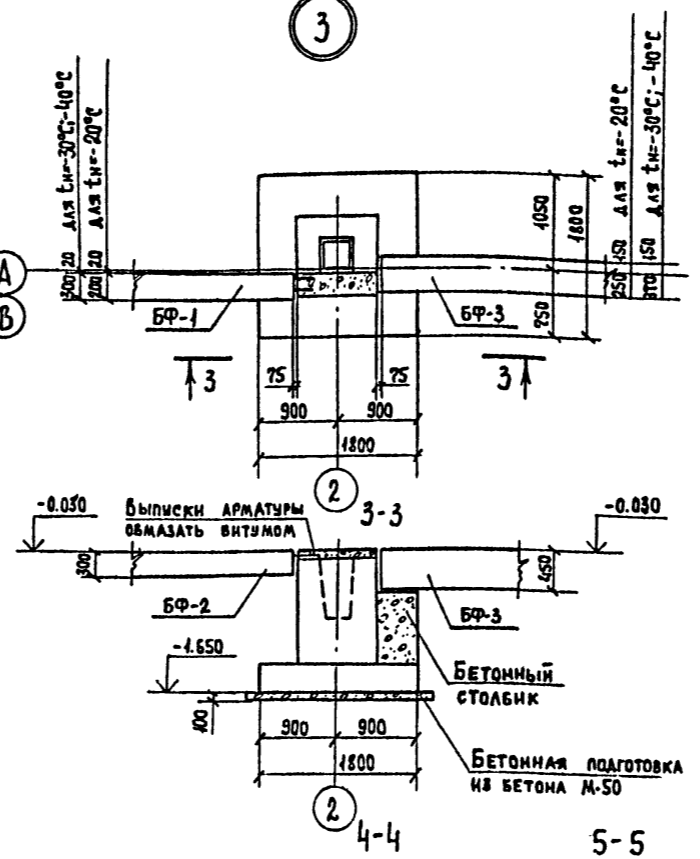 3
для tн=-30°С;-40°С
для tн=-20°С
20
20
300
200
А
В
БФ-1
БФ-3
для tн=-20°С
для tн=-30°С; -40°С
150
150
250
1050
1800
750
3
3
75
75
900
900
1800
2
3-3
-0.030
Выпуски арматуры
обмазать битумом
-0.030
300
450
БФ-2
БФ-3
-1.650
Бетонный
столбик
100
900
900
1800
Бетонная подготовка
из бетона М-50
2
4-4
5-5